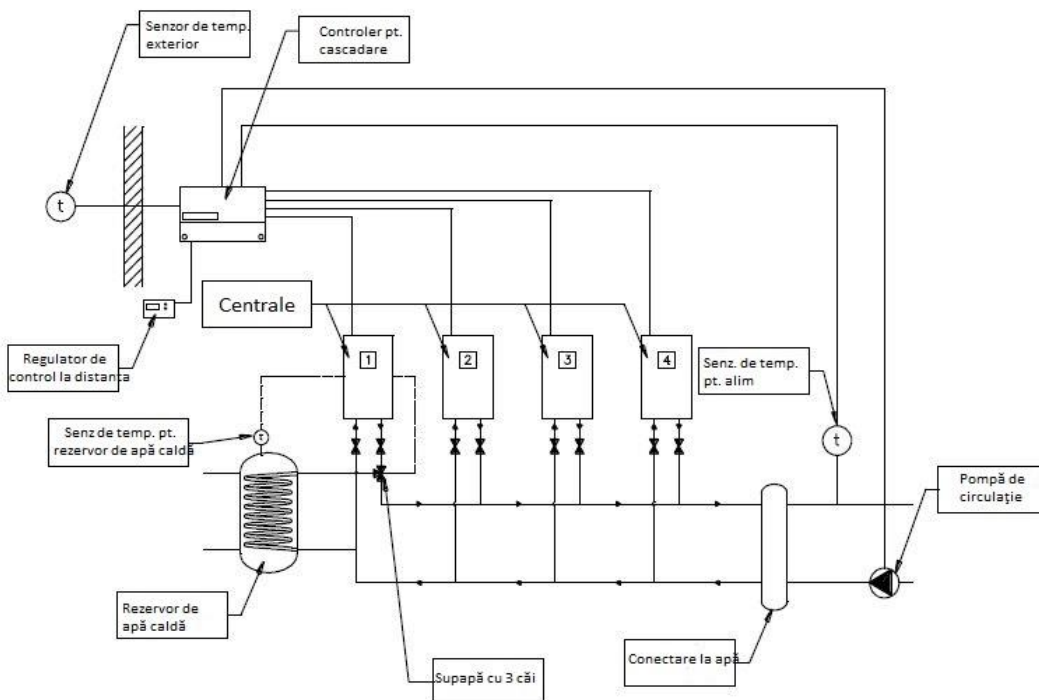 Senzor de temp.
exterior
Controler pt.
cascadare
t
Centrale
Regulator de
control la distanta
1
2
3
4
Senz. de temp.
pt. alim
Senz de temp. pt.
rezervor de apă caldă
τ
t
Pompă de
circulație
Rezervor de
apă caldă
Conectare la apă
Supapă cu 3 căi